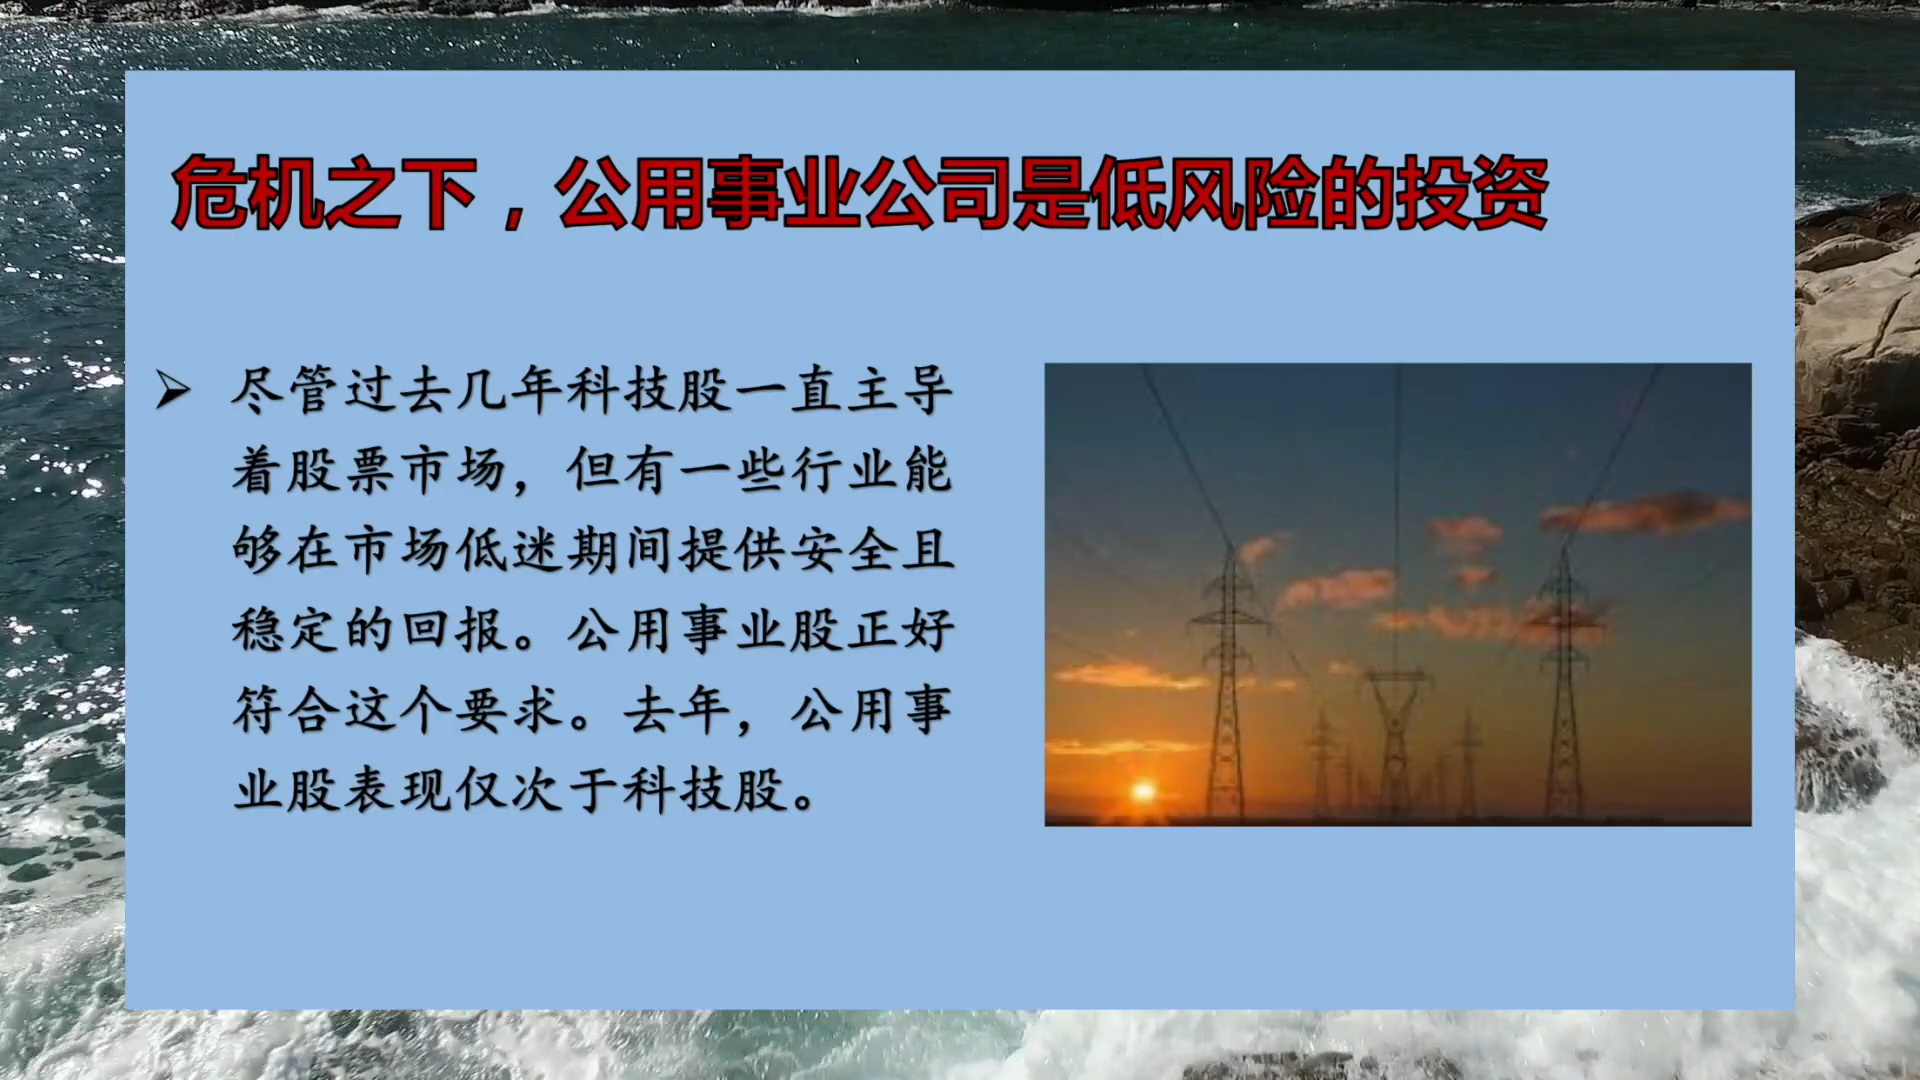 危机之下，公用事业公司是低风险的投资
尽管过去几年科技股一直主导
着股票市场，但有一些行业能
够在市场低迷期间提供安全且
稳定的回报。公用事业股正好
符合这个要求。去年，公用事
业股表现仅次于科技股。